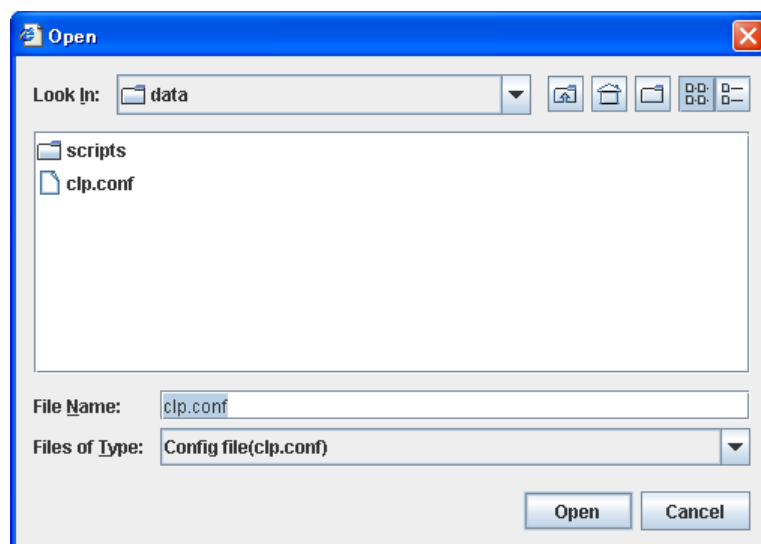 Open
Look In: data
scripts
clp.conf
File Name: clp.conf
Files of Type: Config file(clp.conf)
Open Cancel